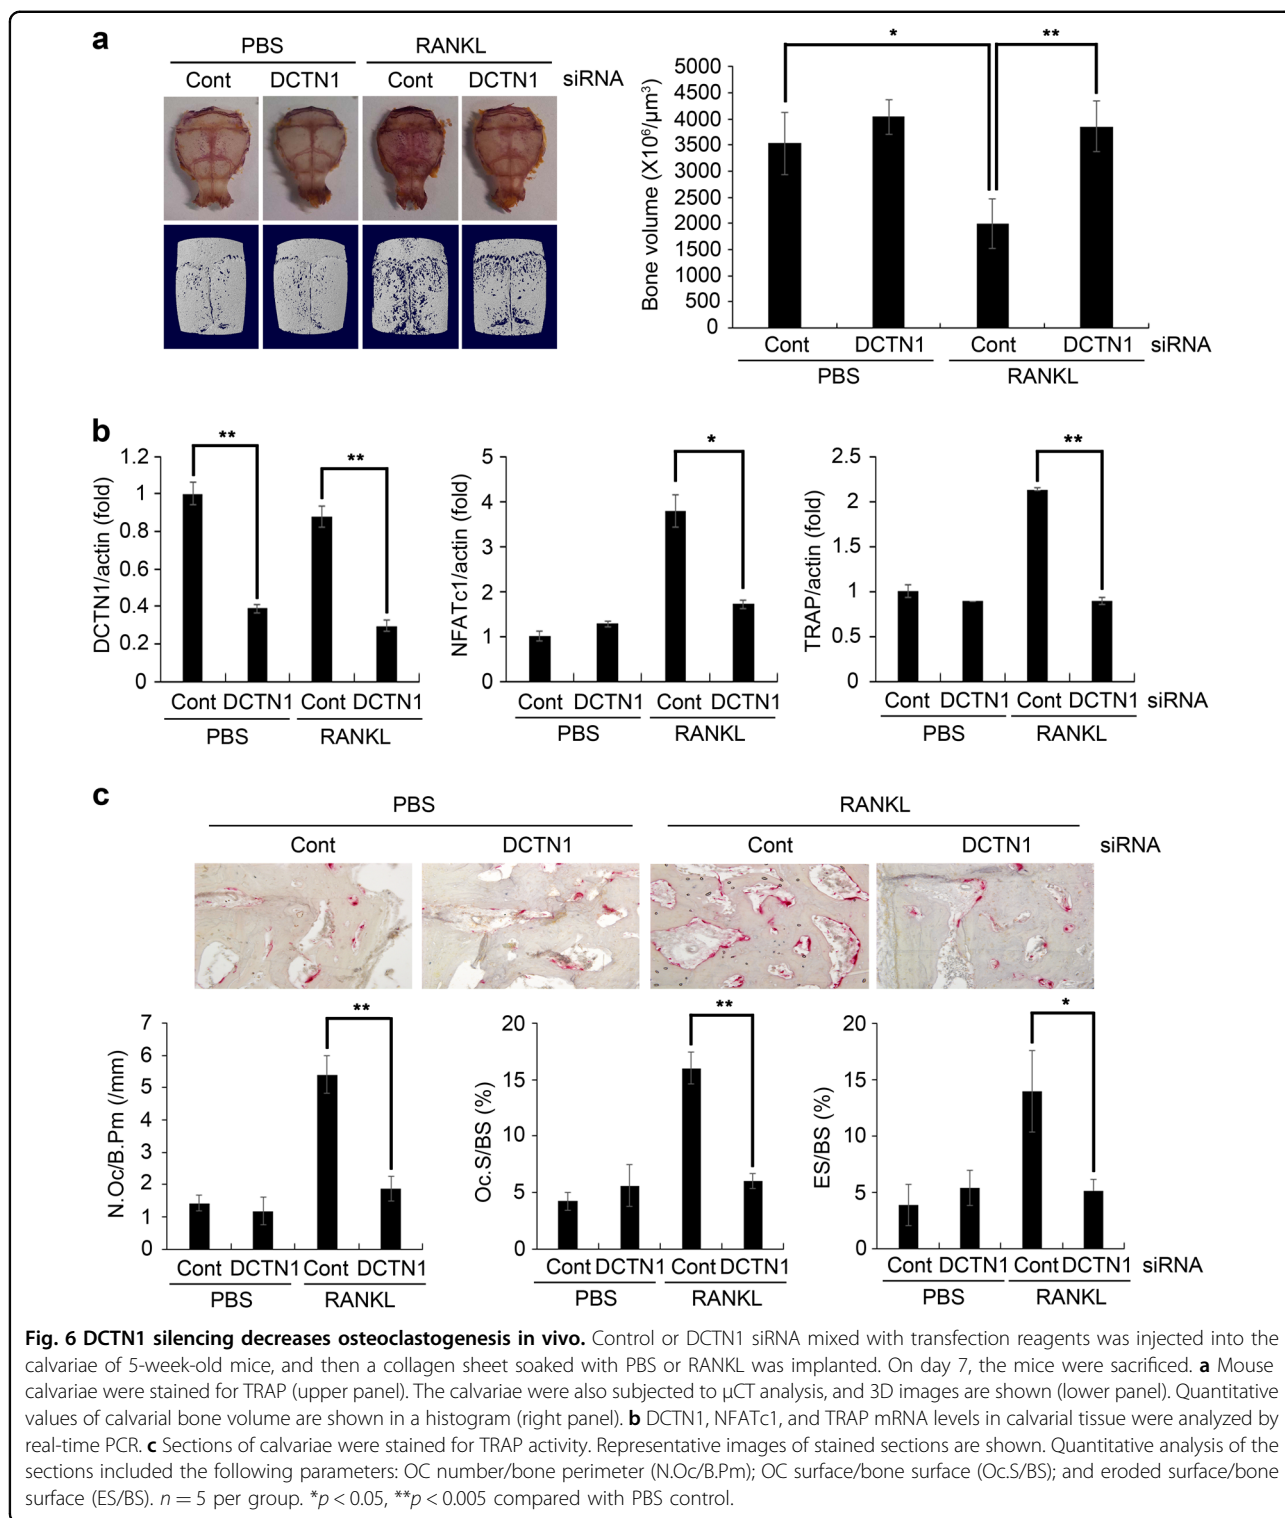 a
PBS RANKL
Cont DCTN1 Cont DCTN1 siRNA
* **
Bone volume (X10⁶/μm³)
5000
4500
4000
3500
3000
2500
2000
1500
1000
500
0
Cont DCTN1 Cont DCTN1 siRNA
PBS RANKL
b
** **
DCTN1/actin (fold)
1.2
1
0.8
0.6
0.4
0.2
0
Cont DCTN1 Cont DCTN1
PBS RANKL
*
NFATc1/actin (fold)
5
4
3
2
1
0
Cont DCTN1 Cont DCTN1
PBS RANKL
**
TRAP/actin (fold)
2.5
2
1.5
1
0.5
0
Cont DCTN1 Cont DCTN1 siRNA
PBS RANKL
c
PBS RANKL
Cont DCTN1 Cont DCTN1 siRNA
**
N.Oc/B.Pm (/mm)
7
6
5
4
3
2
1
0
Cont DCTN1 Cont DCTN1
PBS RANKL
**
Oc.S/BS (%)
20
15
10
5
0
Cont DCTN1 Cont DCTN1
PBS RANKL
*
ES/BS (%)
20
15
10
5
0
Cont DCTN1 Cont DCTN1 siRNA
PBS RANKL
Fig. 6 DCTN1 silencing decreases osteoclastogenesis in vivo. Control or DCTN1 siRNA mixed with transfection reagents was injected into the
calvariae of 5-week-old mice, and then a collagen sheet soaked with PBS or RANKL was implanted. On day 7, the mice were sacrificed. a Mouse
calvariae were stained for TRAP (upper panel). The calvariae were also subjected to μCT analysis, and 3D images are shown (lower panel). Quantitative
values of calvarial bone volume are shown in a histogram (right panel). b DCTN1, NFATc1, and TRAP mRNA levels in calvarial tissue were analyzed by
real-time PCR. c Sections of calvariae were stained for TRAP activity. Representative images of stained sections are shown. Quantitative analysis of the
sections included the following parameters: OC number/bone perimeter (N.Oc/B.Pm); OC surface/bone surface (Oc.S/BS); and eroded surface/bone
surface (ES/BS). n = 5 per group. *p < 0.05, **p < 0.005 compared with PBS control.